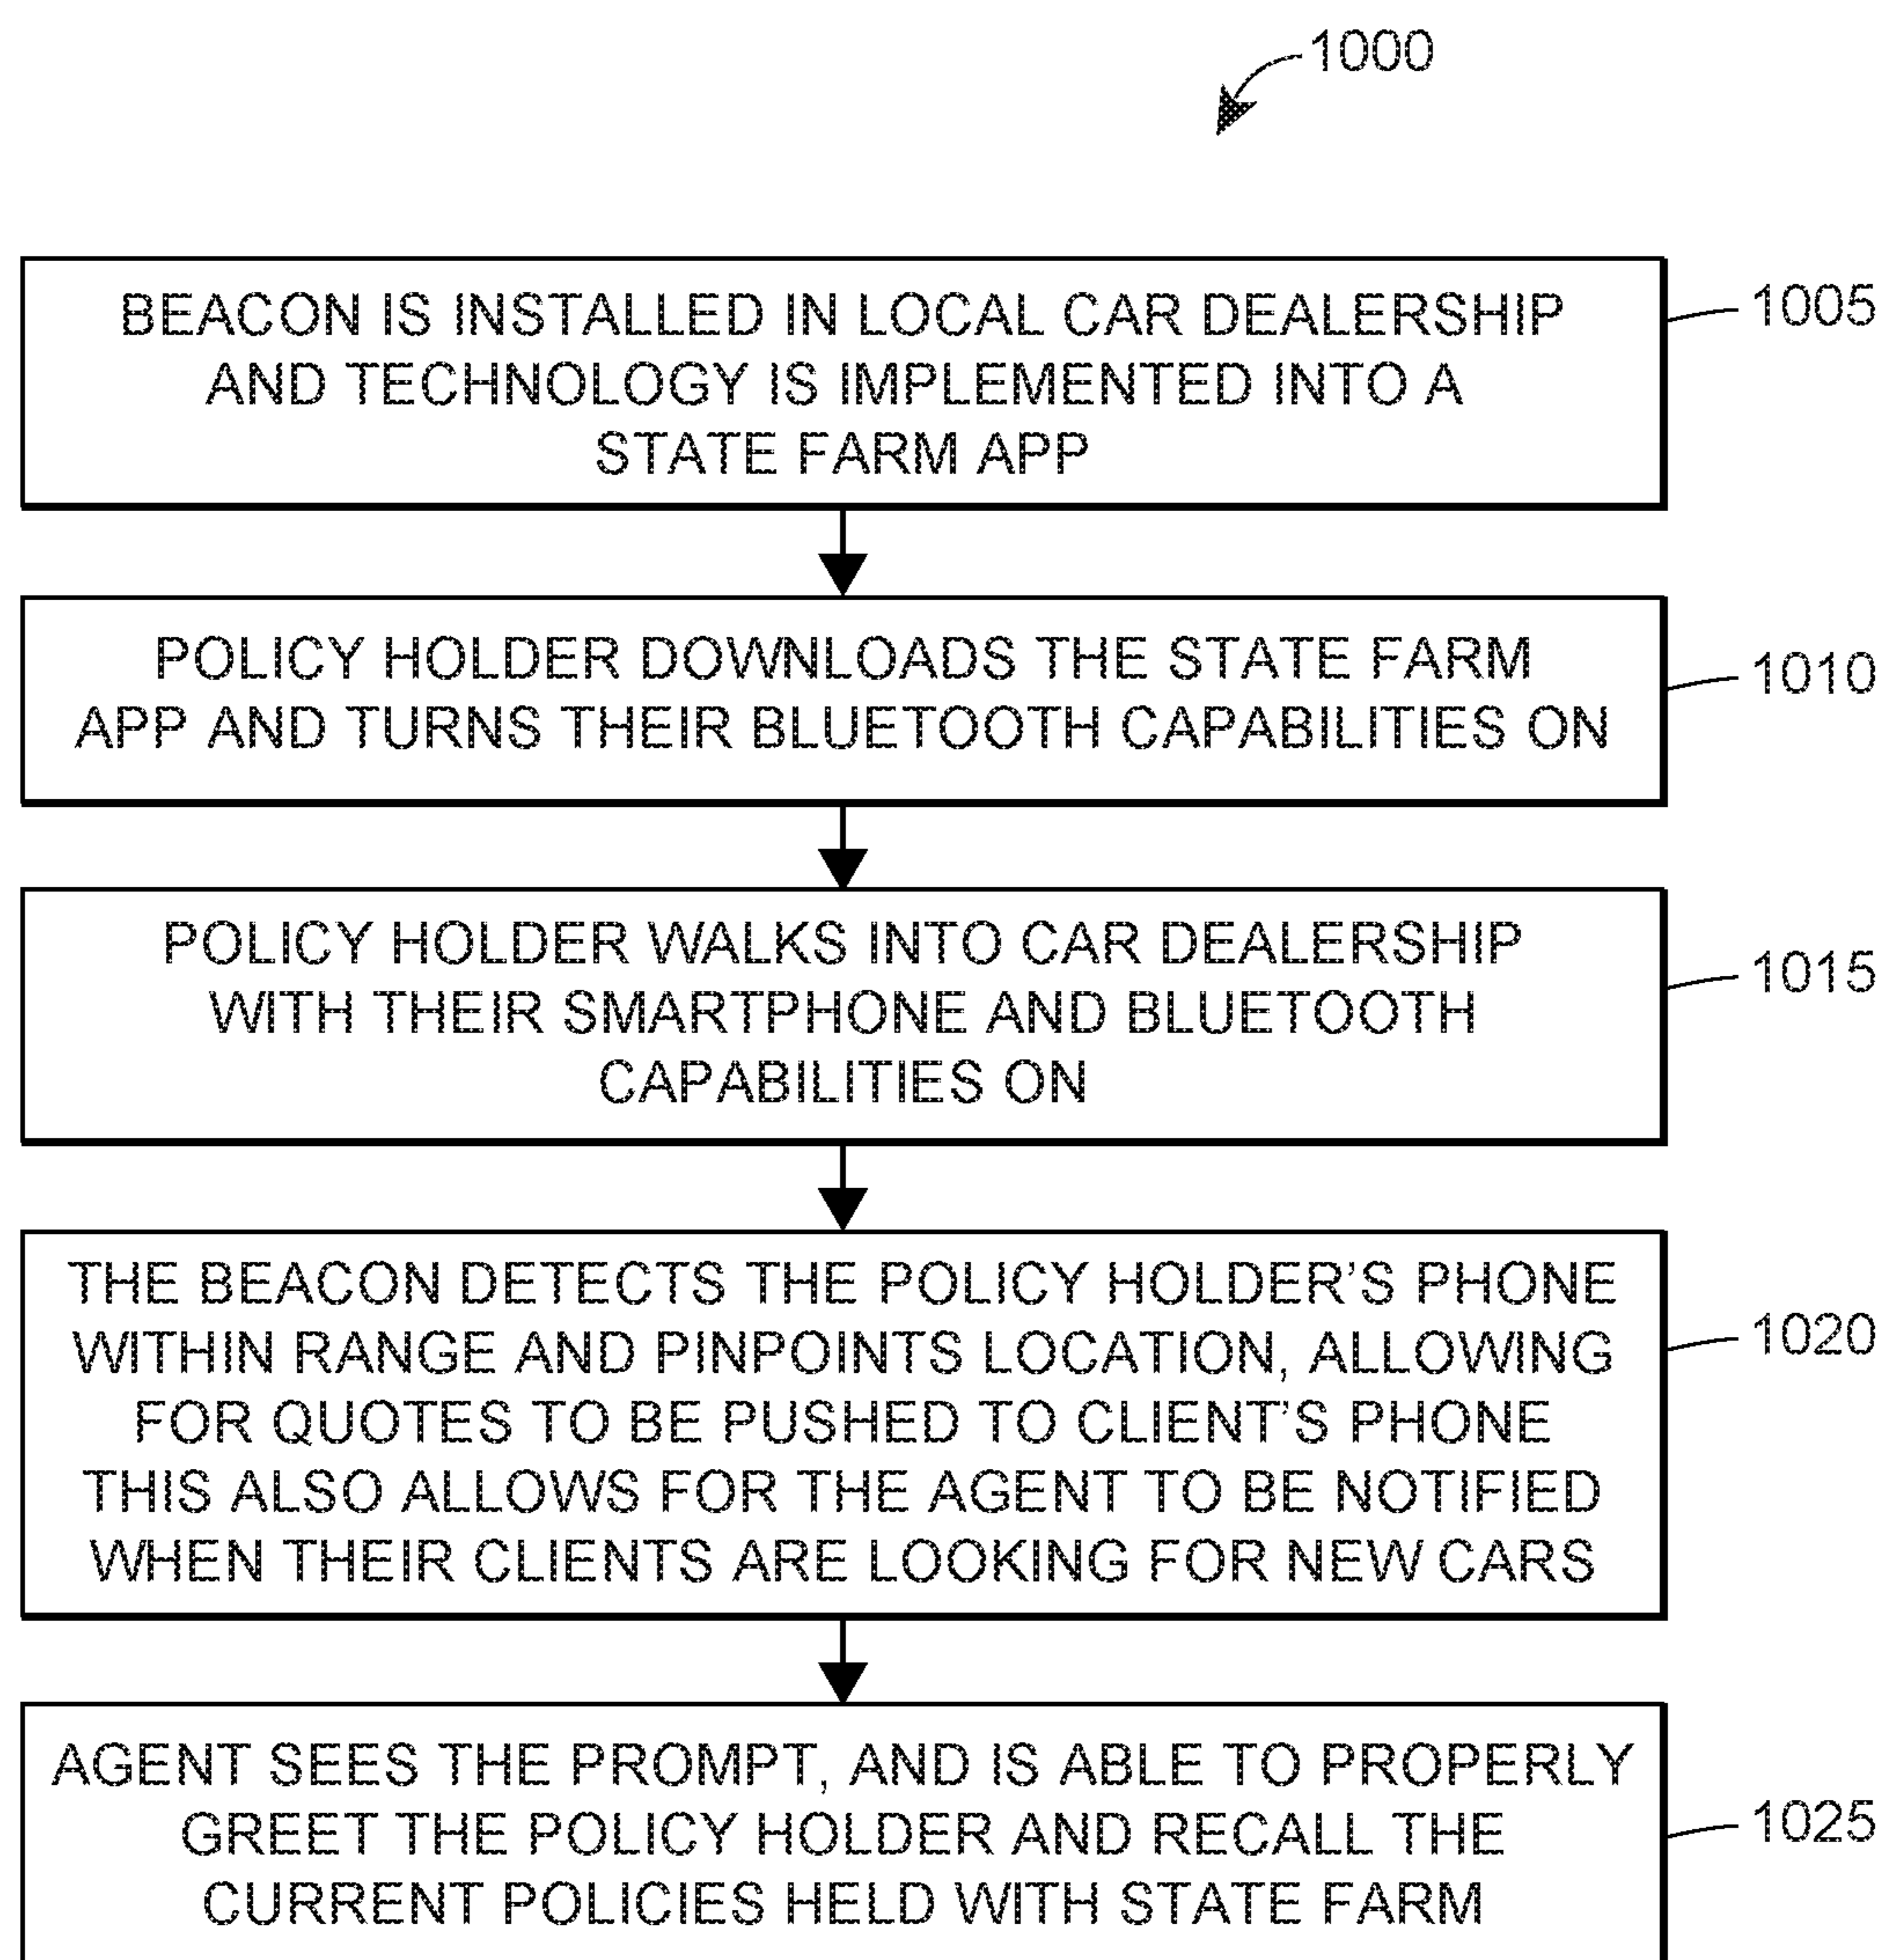 1000
BEACON IS INSTALLED IN LOCAL CAR DEALERSHIP
AND TECHNOLOGY IS IMPLEMENTED INTO A
STATE FARM APP
1005
POLICY HOLDER DOWNLOADS THE STATE FARM
APP AND TURNS THEIR BLUETOOTH CAPABILITIES ON
1010
POLICY HOLDER WALKS INTO CAR DEALERSHIP
WITH THEIR SMARTPHONE AND BLUETOOTH
CAPABILITIES ON
1015
THE BEACON DETECTS THE POLICY HOLDER'S PHONE
WITHIN RANGE AND PINPOINTS LOCATION, ALLOWING
FOR QUOTES TO BE PUSHED TO CLIENT'S PHONE
THIS ALSO ALLOWS FOR THE AGENT TO BE NOTIFIED
WHEN THEIR CLIENTS ARE LOOKING FOR NEW CARS
1020
AGENT SEES THE PROMPT, AND IS ABLE TO PROPERLY
GREET THE POLICY HOLDER AND RECALL THE
CURRENT POLICIES HELD WITH STATE FARM
1025